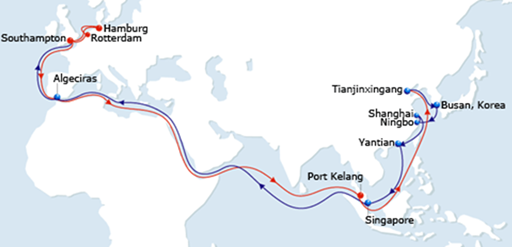 Hamburg
Southampton
Rotterdam
Algeciras
Tianjinxingang
Busan, Korea
Shanghai
Ningbo
Yantian
Port Kelang
Singapore